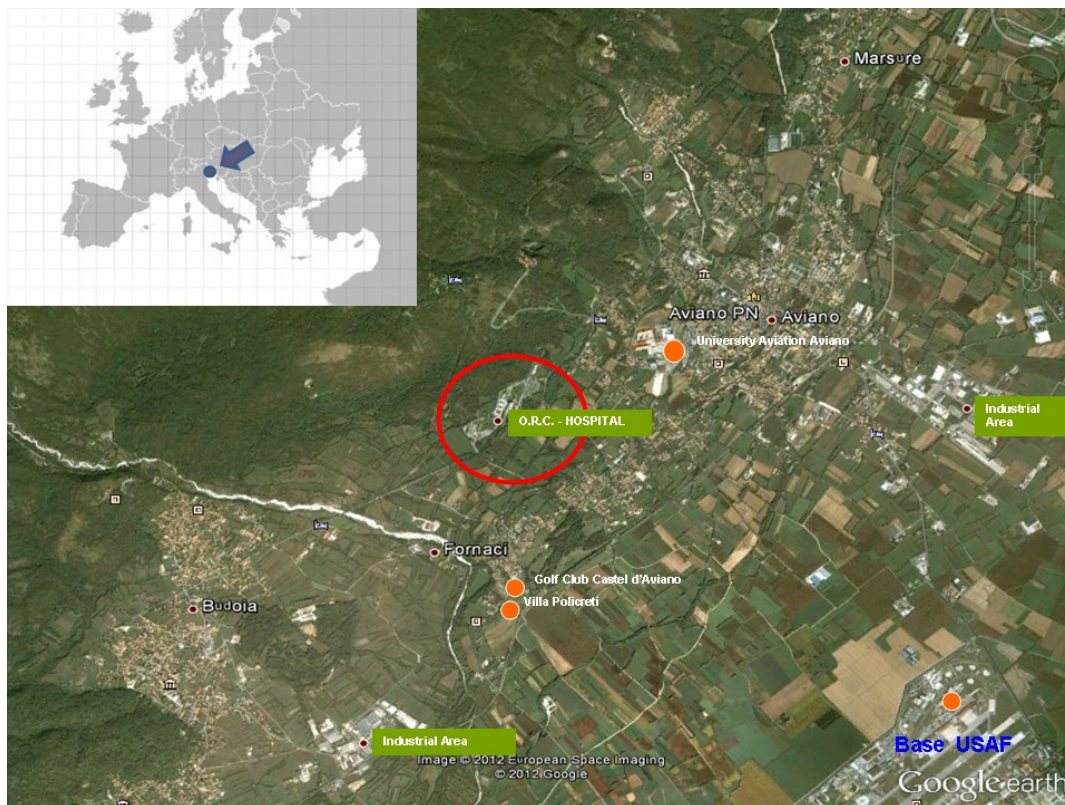 Marsure
Aviano PN
Aviano
University Aviation Aviano
O.R.C. - HOSPITAL
Industrial
Area
Fornaci
Golf Club Castel d'Aviano
Villa Policreti
Budoia
Base USAF
Industrial Area
Image © 2012 European Space Imaging
© 2012 Google
Google earth